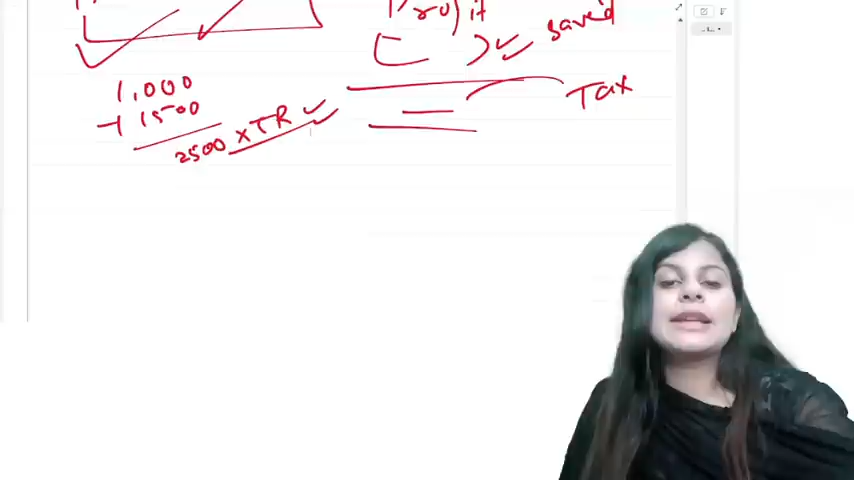 Profit
( ) saved
1,000
+ 1500
Tax
2500 x TR